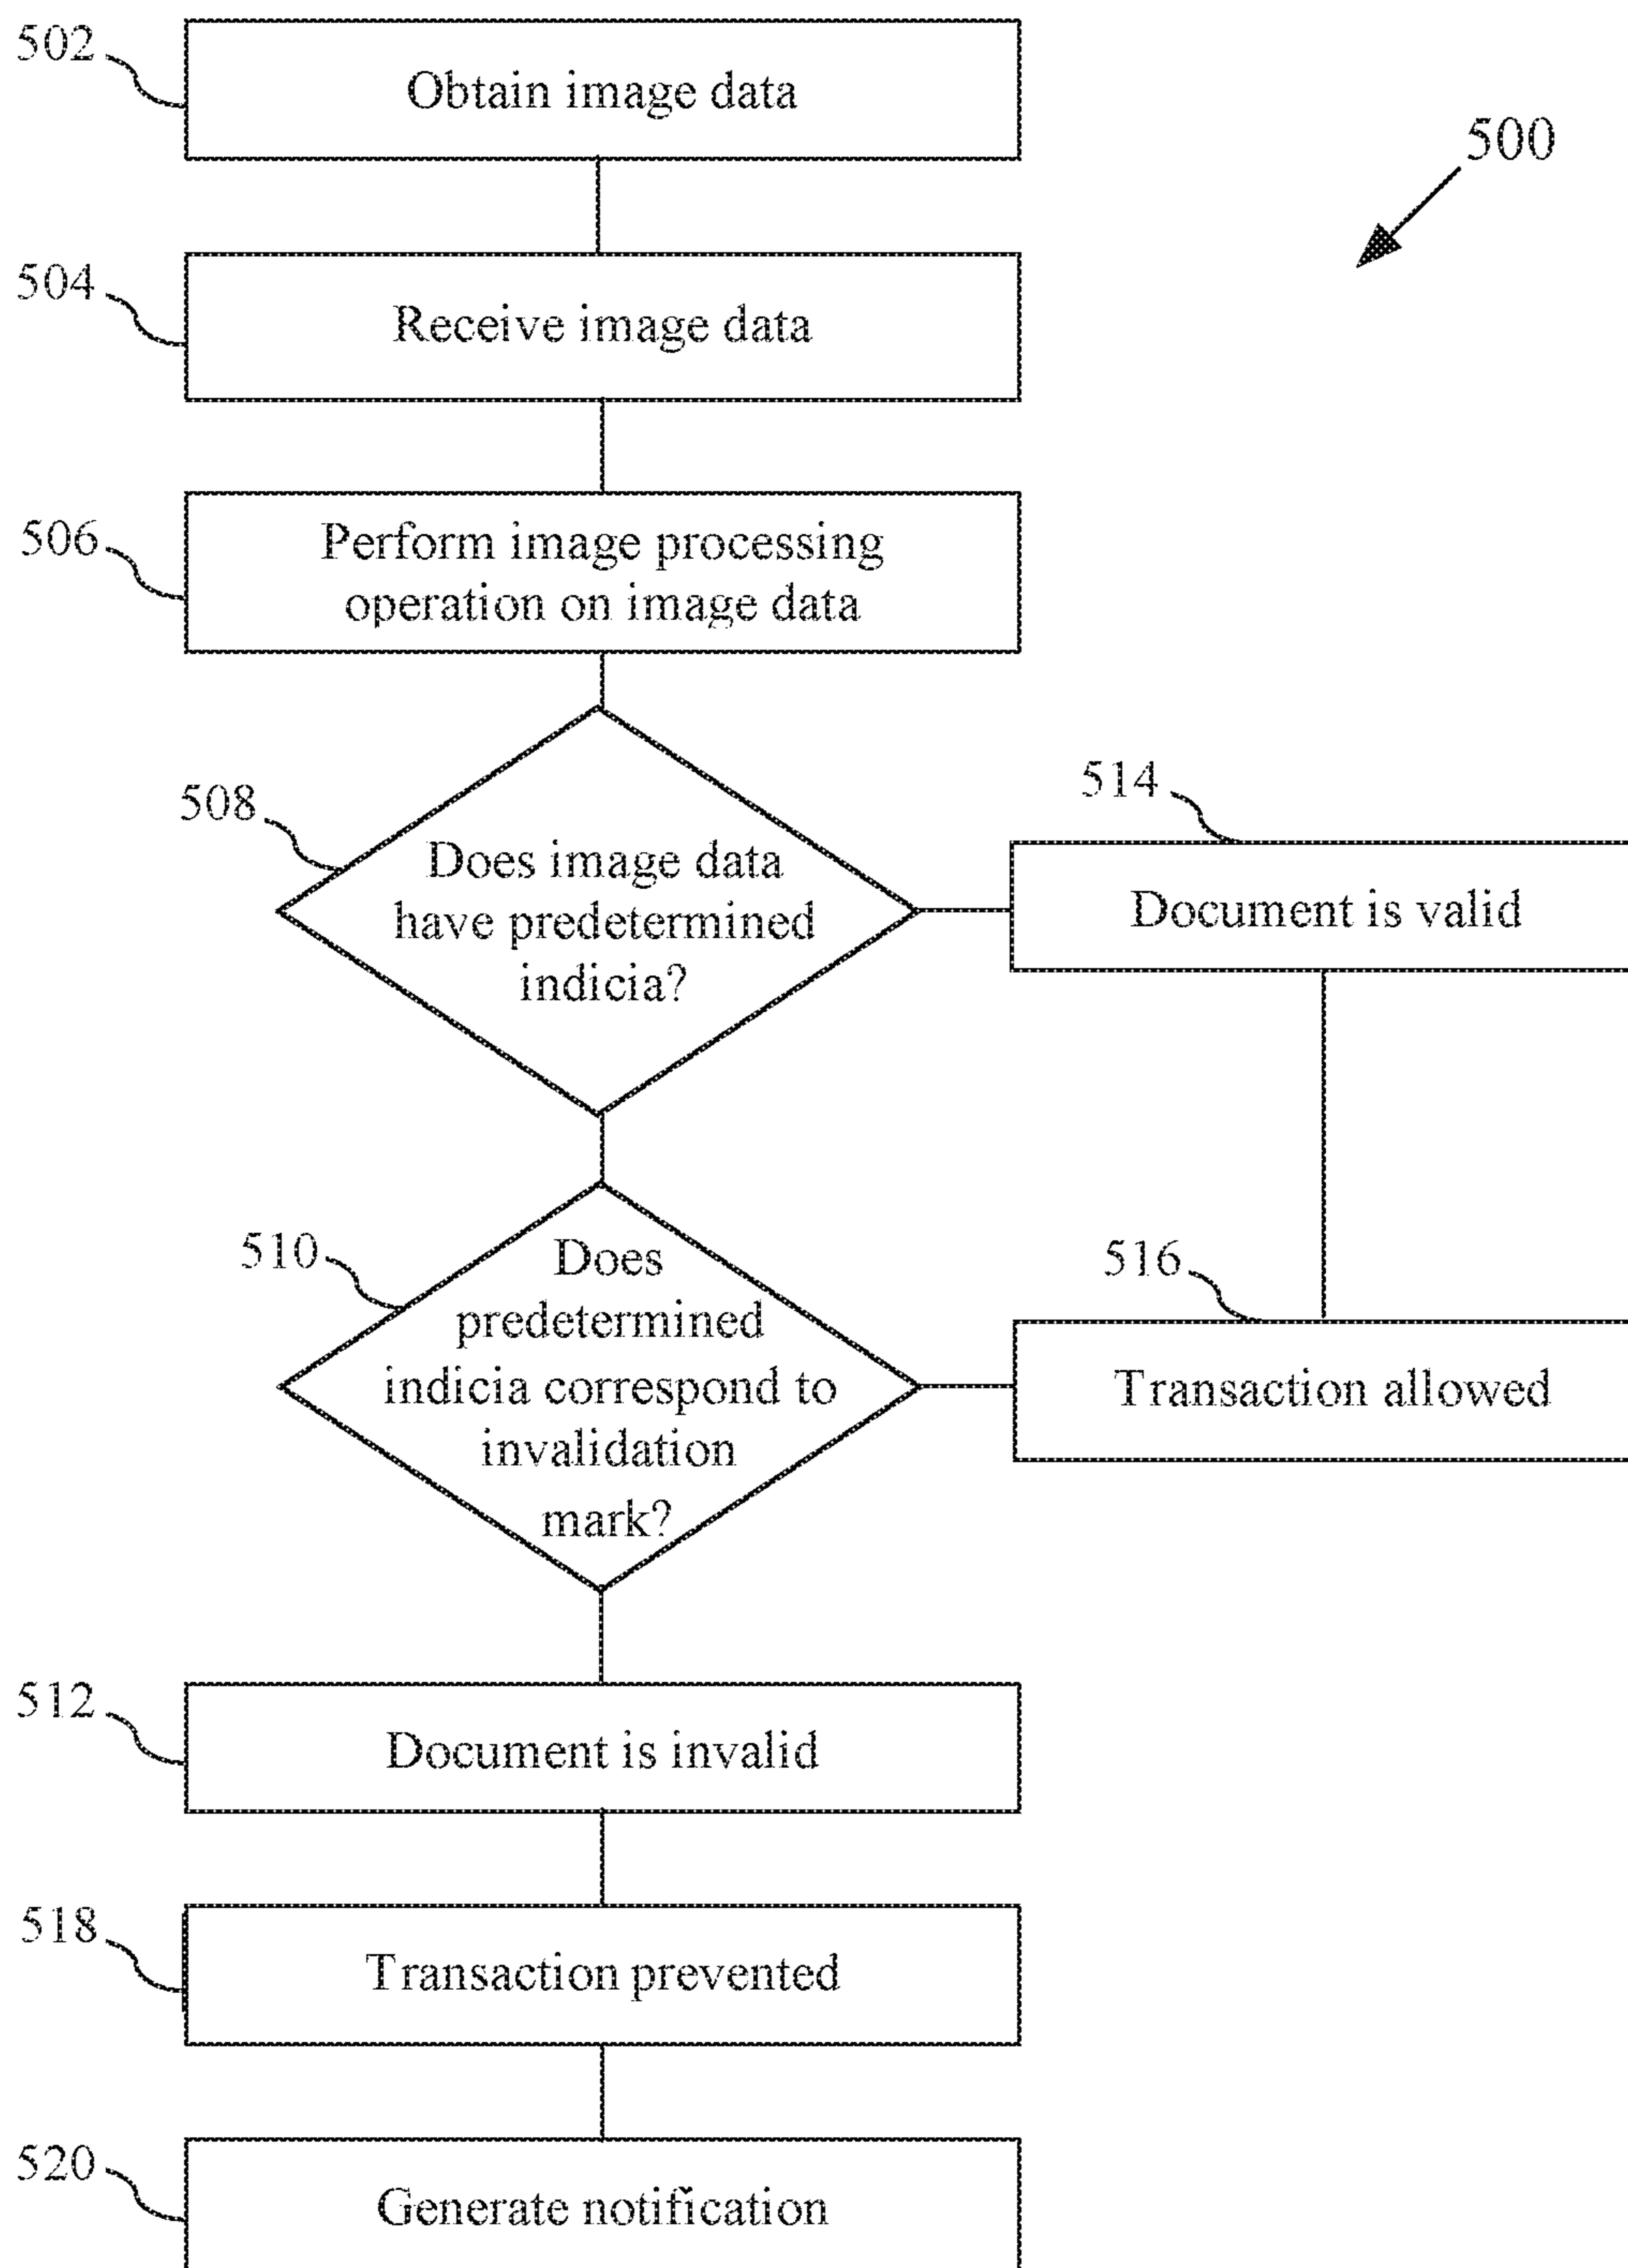 502
Obtain image data
500
504
Receive image data
506
Perform image processing
operation on image data
508
Does image data
have predetermined
indicia?
514
Document is valid
510
Does
predetermined
indicia correspond to
invalidation
mark?
516
Transaction allowed
512
Document is invalid
518
Transaction prevented
520
Generate notification